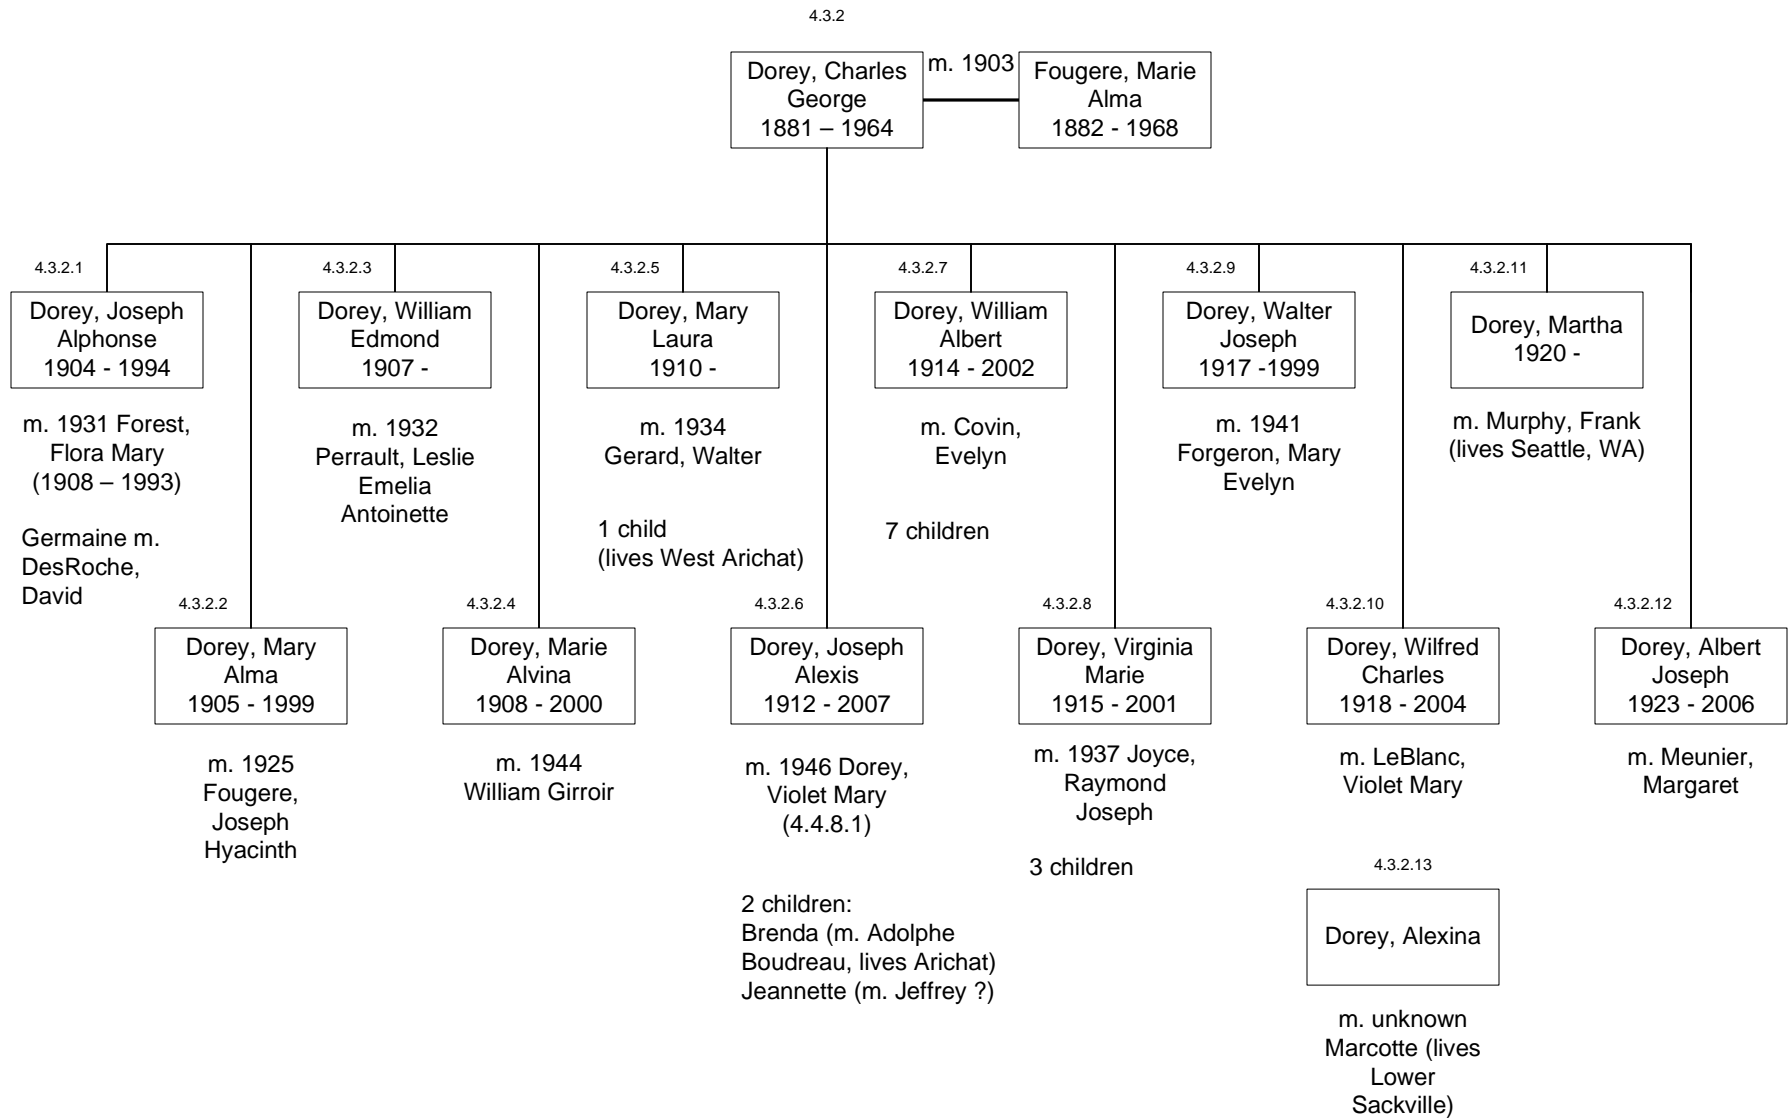 4.3.2
Dorey, Charles
George
1881 – 1964
m. 1903
Fougere, Marie
Alma
1882 - 1968
4.3.2.1
Dorey, Joseph
Alphonse
1904 - 1994
m. 1931 Forest,
Flora Mary
(1908 – 1993)
Germaine m.
DesRoche,
David
4.3.2.2
Dorey, Mary
Alma
1905 - 1999
m. 1925
Fougere,
Joseph
Hyacinth
4.3.2.3
Dorey, William
Edmond
1907 -
m. 1932
Perrault, Leslie
Emelia
Antoinette
4.3.2.4
Dorey, Marie
Alvina
1908 - 2000
m. 1944
William Girroir
4.3.2.5
Dorey, Mary
Laura
1910 -
m. 1934
Gerard, Walter
1 child
(lives West Arichat)
4.3.2.6
Dorey, Joseph
Alexis
1912 - 2007
m. 1946 Dorey,
Violet Mary
(4.4.8.1)
2 children:
Brenda (m. Adolphe
Boudreau, lives Arichat)
Jeannette (m. Jeffrey ?)
4.3.2.7
Dorey, William
Albert
1914 - 2002
m. Covin,
Evelyn
7 children
4.3.2.8
Dorey, Virginia
Marie
1915 - 2001
m. 1937 Joyce,
Raymond
Joseph
3 children
4.3.2.9
Dorey, Walter
Joseph
1917 -1999
m. 1941
Forgeron, Mary
Evelyn
4.3.2.10
Dorey, Wilfred
Charles
1918 - 2004
m. LeBlanc,
Violet Mary
4.3.2.11
Dorey, Martha
1920 -
m. Murphy, Frank
(lives Seattle, WA)
4.3.2.12
Dorey, Albert
Joseph
1923 - 2006
m. Meunier,
Margaret
4.3.2.13
Dorey, Alexina
m. unknown
Marcotte (lives
Lower
Sackville)